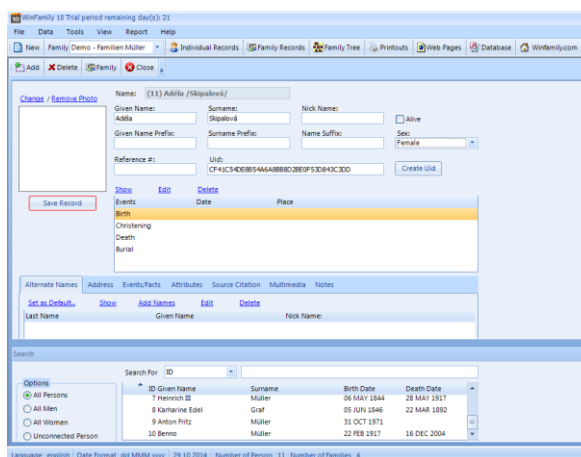 WinFamily 10 Trial period remaining day(s): 21
File Data Tools View Report Help
New Family Demo - Familien Müller Individual Records Family Records Family Tree Printouts Web Pages Database Winfamily.com
Add Delete Family Close
Change / Remove Photo
Name: (11) Adéla /Skipalová/
Given Name: Surname: Nick Name:
Adéla Skipalová Alive
Given Name Prefix: Surname Prefix: Name Suffix: Sex:
Female
Reference #: Uid:
CF41C54DE8B54A6A8BB8D2BE0F53D843C3DD Create Uid
Show Edit Delete
Save Record
Events Date Place
Birth
Christening
Death
Burial
Alternate Names Address Events/Facts Attributes Source Citation Multimedia Notes
Set as Default.. Show Add Names Edit Delete
Last Name Given Name Nick Name:
Search
Search For ID
Options
All Persons
All Men
All Women
Unconnected Person
ID Given Name Surname Birth Date Death Date
7 Heinrich III Müller 06 MAY 1844 28 MAY 1917
8 Karharine Edel Graf 05 JUN 1846 22 MAR 1892
9 Anton Fritz Müller 31 OCT 1971
10 Benno Müller 22 FEB 1917 16 DEC 2004
Language english Date Format dd MMM yyyy 29.10.2014 Number of Person 11 Number of Families 4